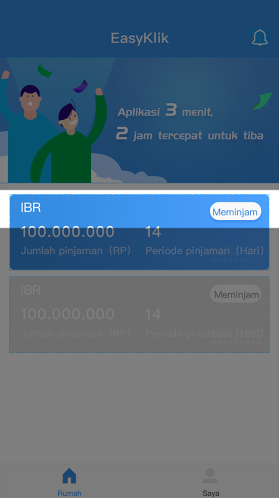 EasyKlik
Aplikasi 3 menit,
2 jam tercepat untuk tiba
IBR
Meminjam
100.000.000
14
Jumlah pinjaman (RP)
Periode pinjaman (Hari)
IBR
Meminjam
100.000.000
14
Jumlah pinjaman (RP)
Periode pinjaman (Hari)
Rumah
Saya